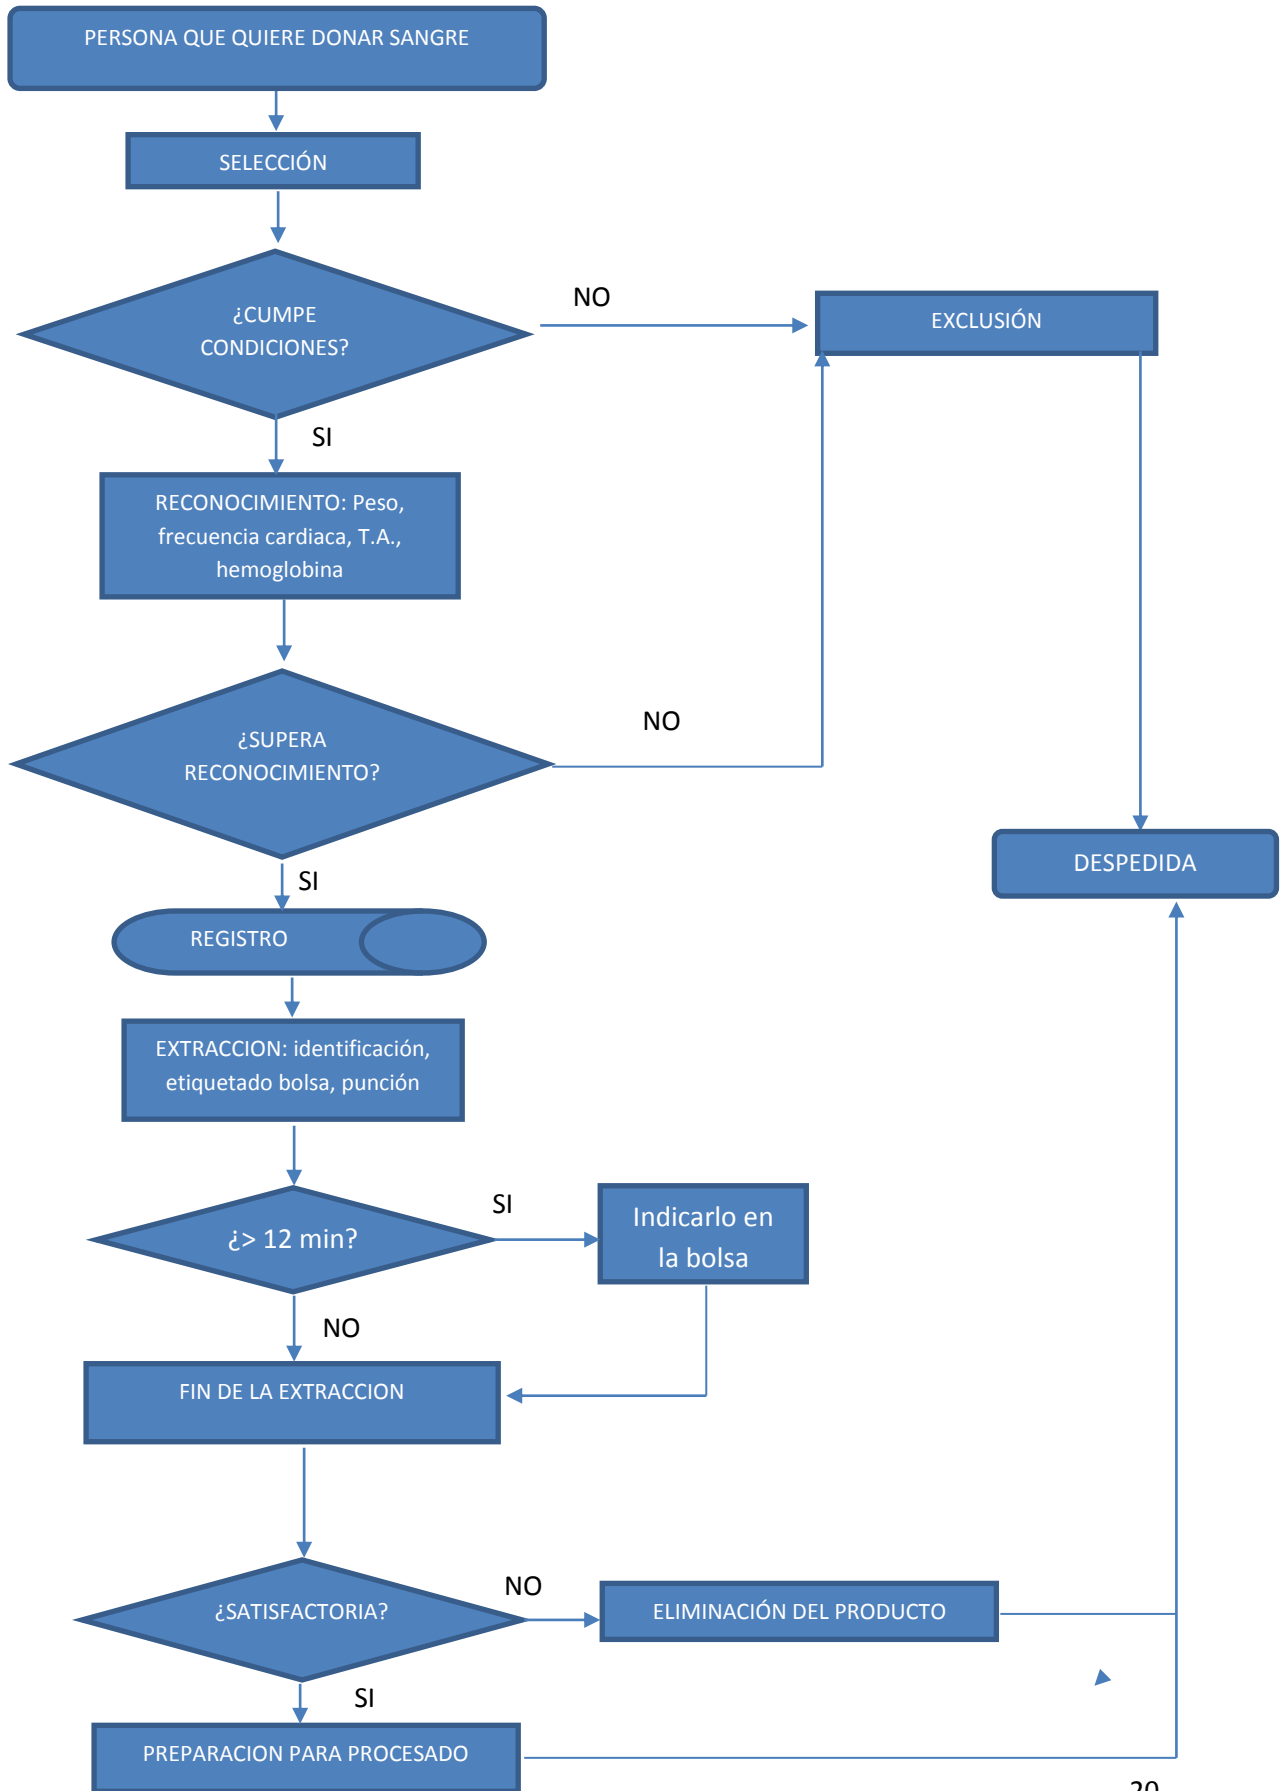 PERSONA QUE QUIERE DONAR SANGRE
SELECCIÓN
¿CUMPE
CONDICIONES?
NO
EXCLUSIÓN
SI
RECONOCIMIENTO: Peso,
frecuencia cardiaca, T.A.,
hemoglobina
¿SUPERA
RECONOCIMIENTO?
NO
DESPEDIDA
SI
REGISTRO
EXTRACCION: identificación,
etiquetado bolsa, punción
¿> 12 min?
SI
Indicarlo en
la bolsa
NO
FIN DE LA EXTRACCION
¿SATISFACTORIA?
NO
ELIMINACIÓN DEL PRODUCTO
SI
PREPARACION PARA PROCESADO
20